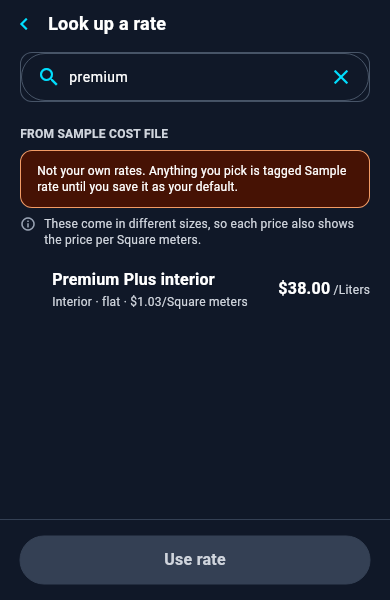 Look up a rate
premium
FROM SAMPLE COST FILE
Not your own rates. Anything you pick is tagged Sample
rate until you save it as your default.
These come in different sizes, so each price also shows
the price per Square meters.
Premium Plus interior
$38.00 /Liters
Interior · flat · $1.03/Square meters
Use rate